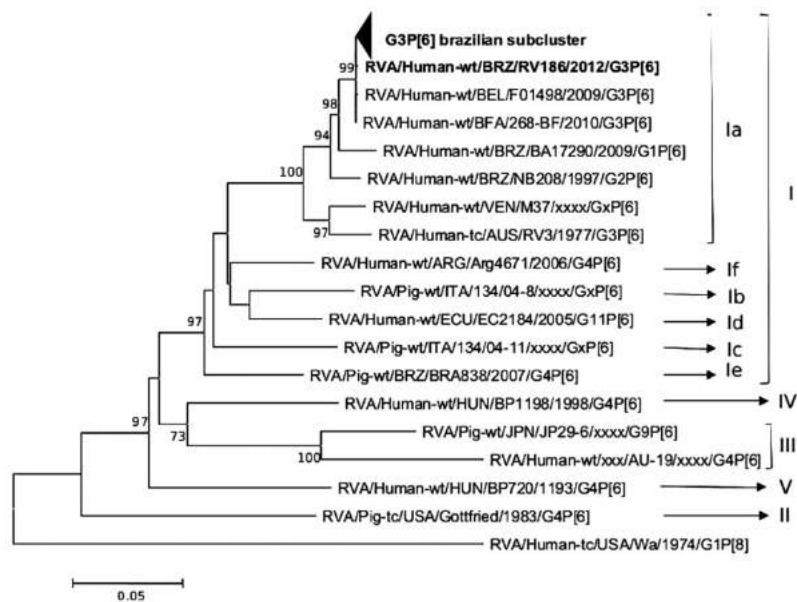 G3P[6] brazilian subcluster
99
RVA/Human-wt/BRZ/RV186/2012/G3P[6]
RVA/Human-wt/BEL/F01498/2009/G3P[6]
98
RVA/Human-wt/BFA/268-BF/2010/G3P[6]
Ia
94
RVA/Human-wt/BRZ/BA17290/2009/G1P[6]
100
RVA/Human-wt/BRZ/NB208/1997/G2P[6]
I
RVA/Human-wt/VEN/M37/xxxx/GxP[6]
97
RVA/Human-tc/AUS/RV3/1977/G3P[6]
RVA/Human-wt/ARG/Arg4671/2006/G4P[6] If
RVA/Pig-wt/ITA/134/04-8/xxxx/GxP[6] Ib
RVA/Human-wt/ECU/EC2184/2005/G11P[6] Id
97
RVA/Pig-wt/ITA/134/04-11/xxxx/GxP[6] Ic
RVA/Pig-wt/BRZ/BRA838/2007/G4P[6] Ie
RVA/Human-wt/HUN/BP1198/1998/G4P[6] IV
97
73
RVA/Pig-wt/JPN/JP29-6/xxxx/G9P[6]
III
100
RVA/Human-wt/xxx/AU-19/xxxx/G4P[6]
RVA/Human-wt/HUN/BP720/1193/G4P[6] V
RVA/Pig-tc/USA/Gottfried/1983/G4P[6] II
RVA/Human-tc/USA/Wa/1974/G1P[8]
0.05